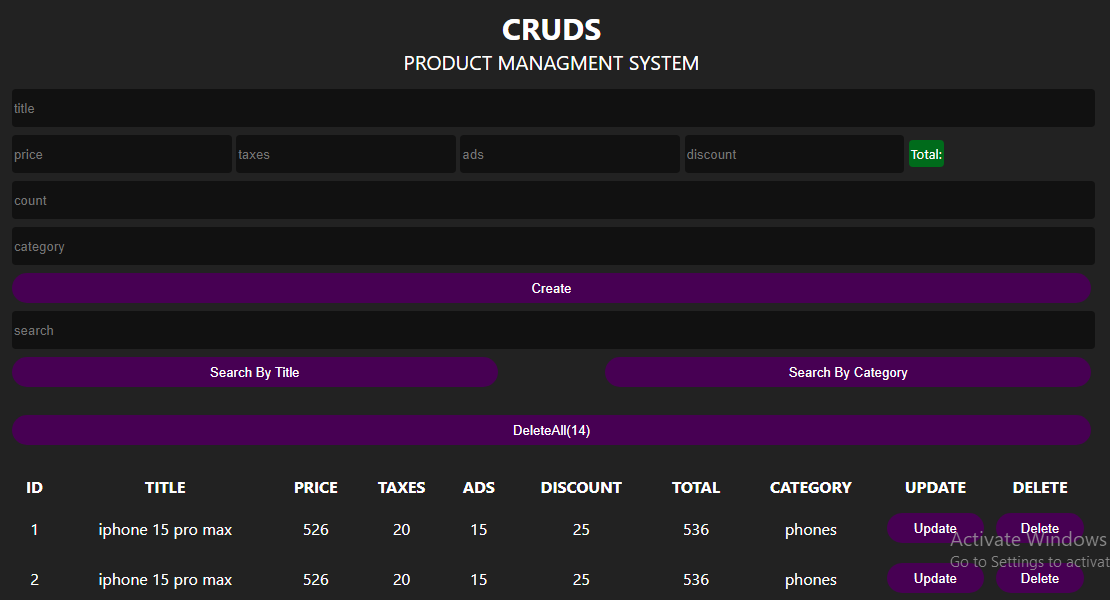 CRUDS
PRODUCT MANAGMENT SYSTEM
title
price taxes ads discount Total:
count
category
Create
search
Search By Title Search By Category
DeleteAll(14)
ID TITLE PRICE TAXES ADS DISCOUNT TOTAL CATEGORY UPDATE DELETE
1 iphone 15 pro max 526 20 15 25 536 phones Update Delete
Activate Windows
Go to Settings to activat
2 iphone 15 pro max 526 20 15 25 536 phones Update Delete